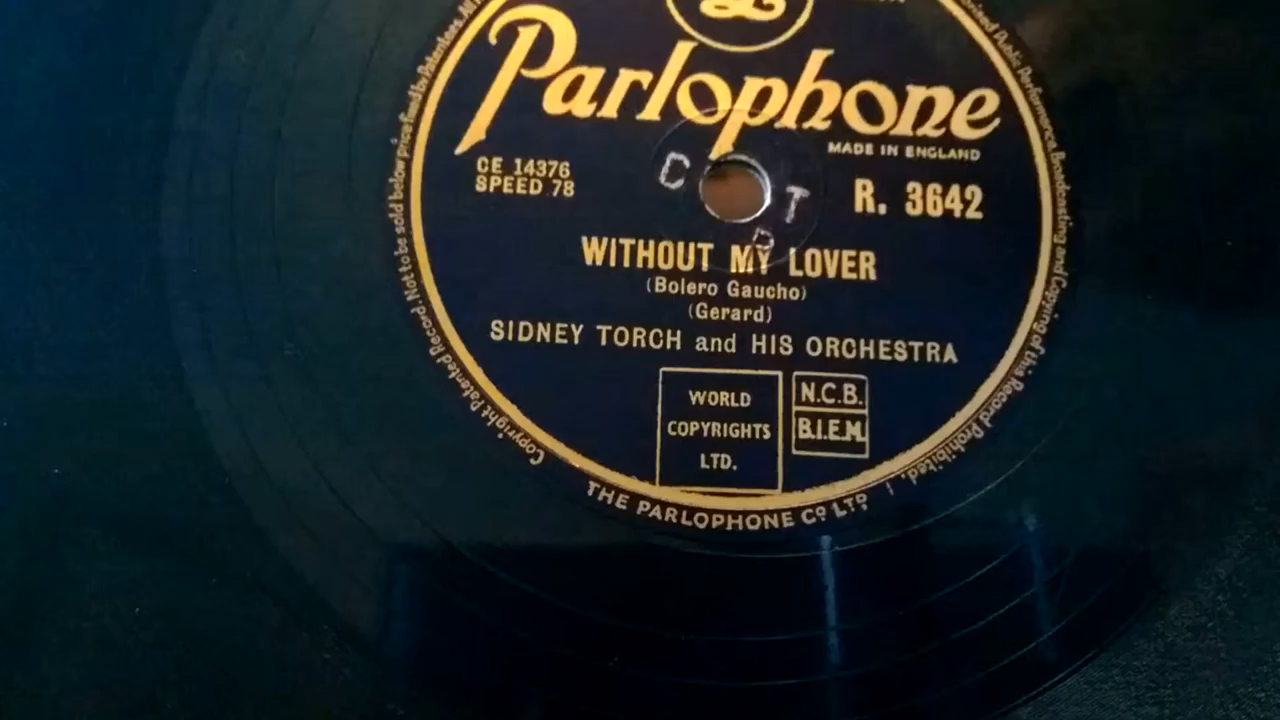 Parlophone
MADE IN ENGLAND
CE 14376
SPEED 78
R. 3642
C
T
P
WITHOUT MY LOVER
(Bolero Gaucho)
(Gerard)
SIDNEY TORCH and HIS ORCHESTRA
WORLD
COPYRIGHTS
LTD.
N.C.B.
B.I.E.M.
THE PARLOPHONE CO LTD
Copyright Patented Record. Not to be sold below price fixed by Patentees. All
Public Performance, Broadcasting and Copying of this Record Prohibited.